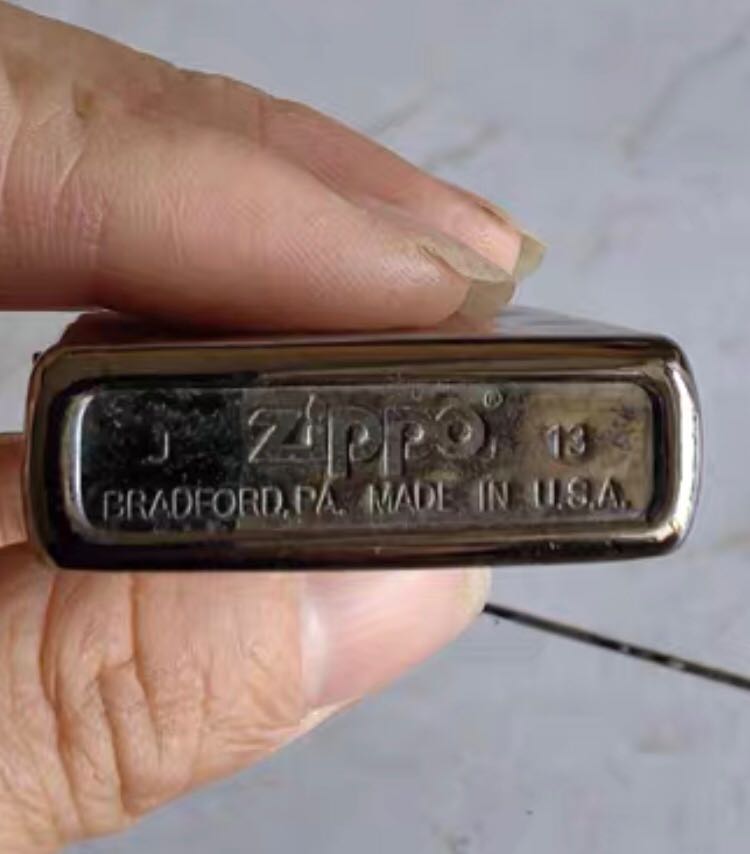 J Zippo® 13
BRADFORD, PA. MADE IN U.S.A.